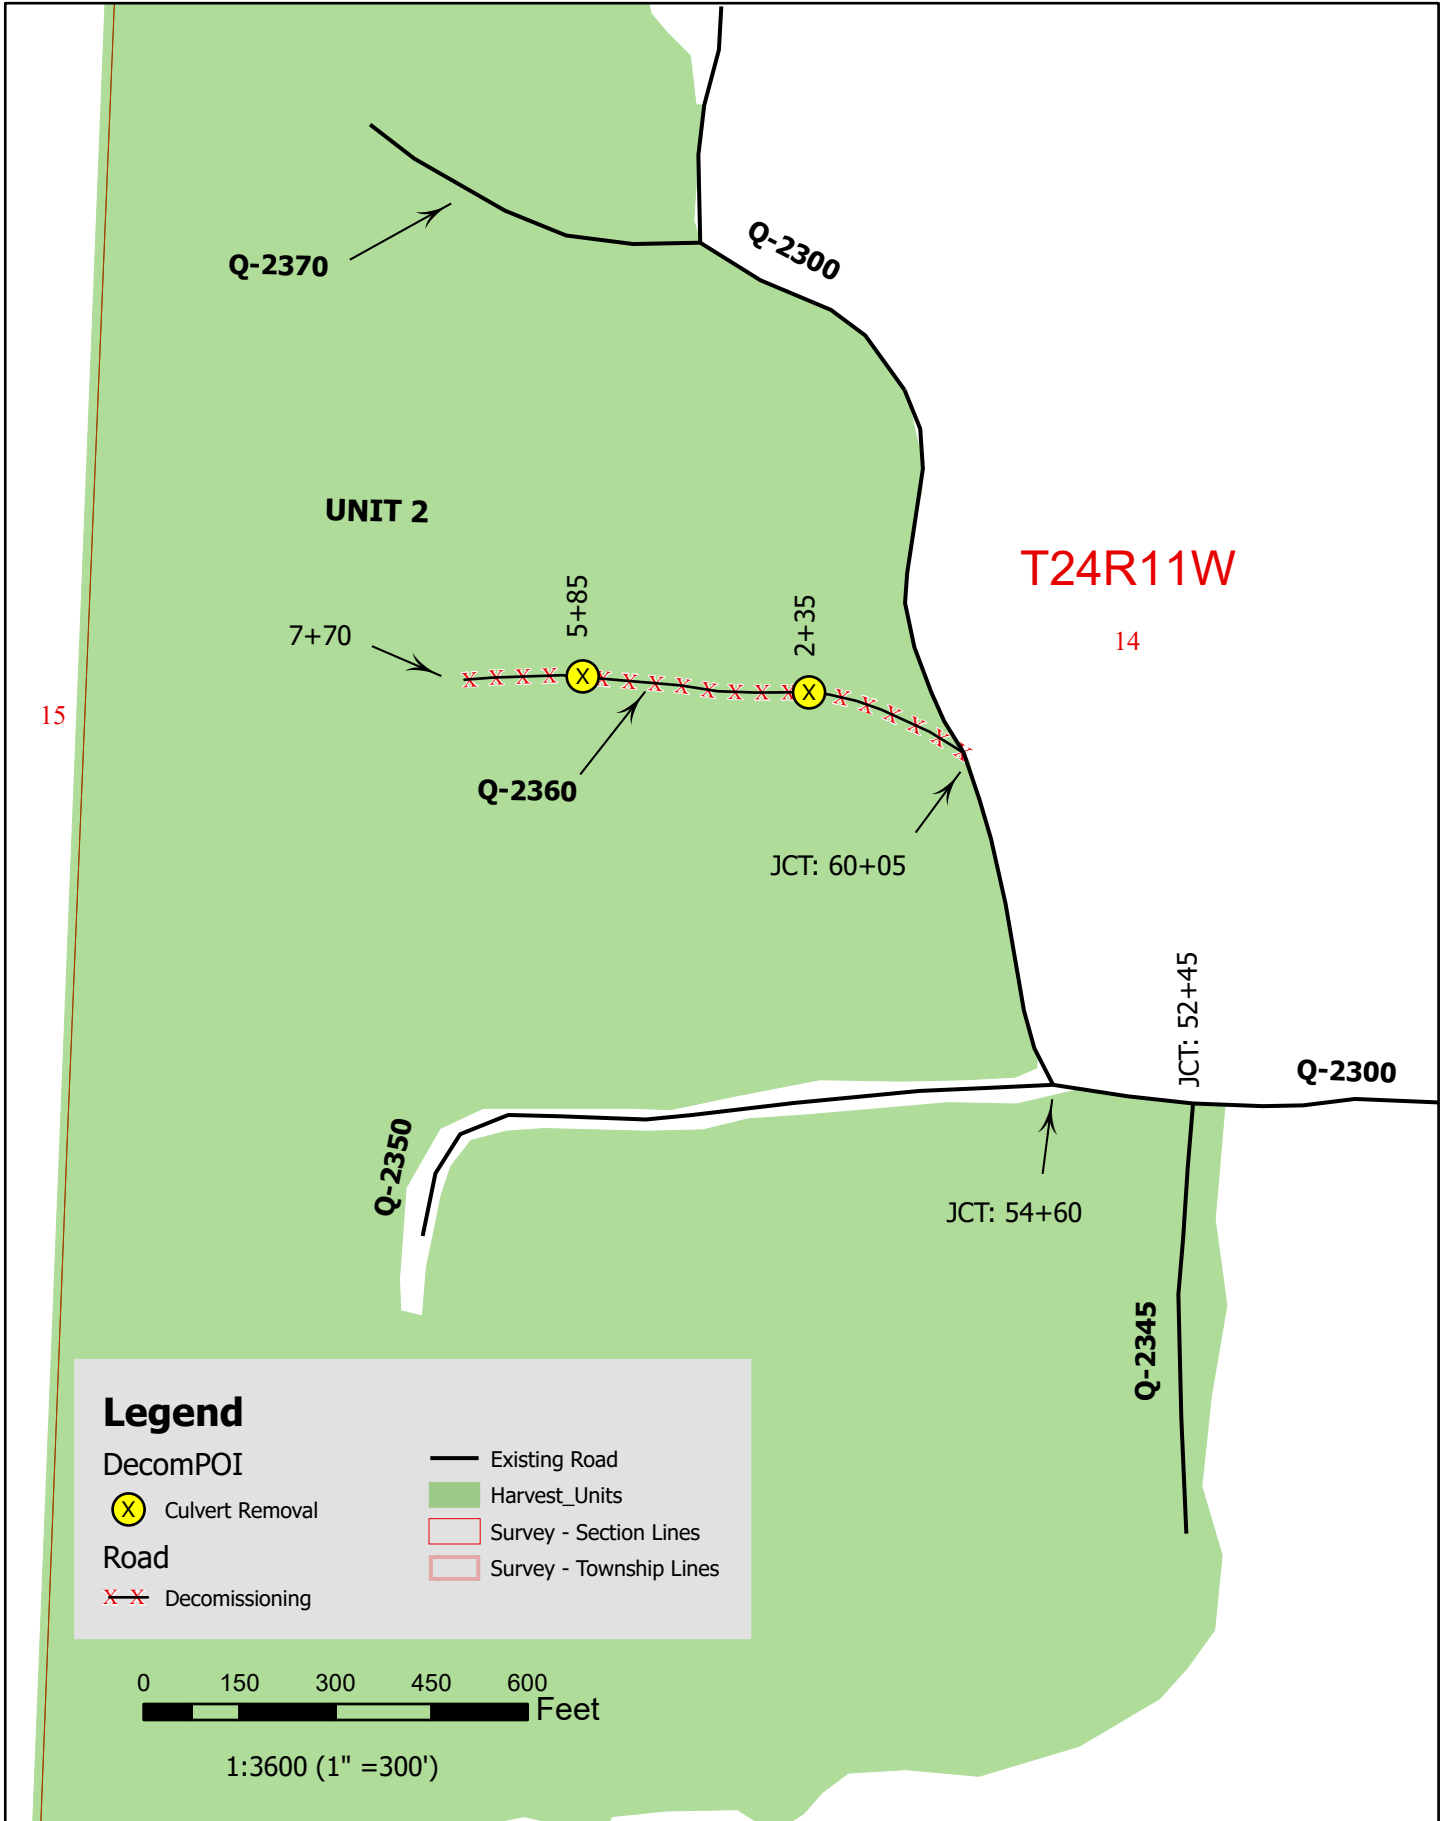 Q-2300
Q-2370
UNIT 2
T24R11W
14
5+85
2+35
7+70
15
Q-2360
JCT: 60+05
JCT: 52+45
Q-2300
Q-2350
JCT: 54+60
Q-2345
Legend
DecomPOI
X Culvert Removal
Road
X X Decomissioning
Existing Road
Harvest_Units
Survey - Section Lines
Survey - Township Lines
0 150 300 450 600
Feet
1:3600 (1" =300')